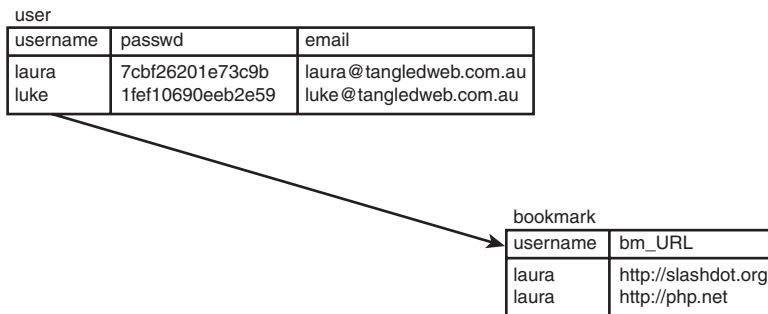 user
username passwd email
laura 7cbf26201e73c9b laura@tangledweb.com.au
luke 1fef10690eeb2e59 luke@tangledweb.com.au
bookmark
username bm_URL
laura http://slashdot.org
laura http://php.net